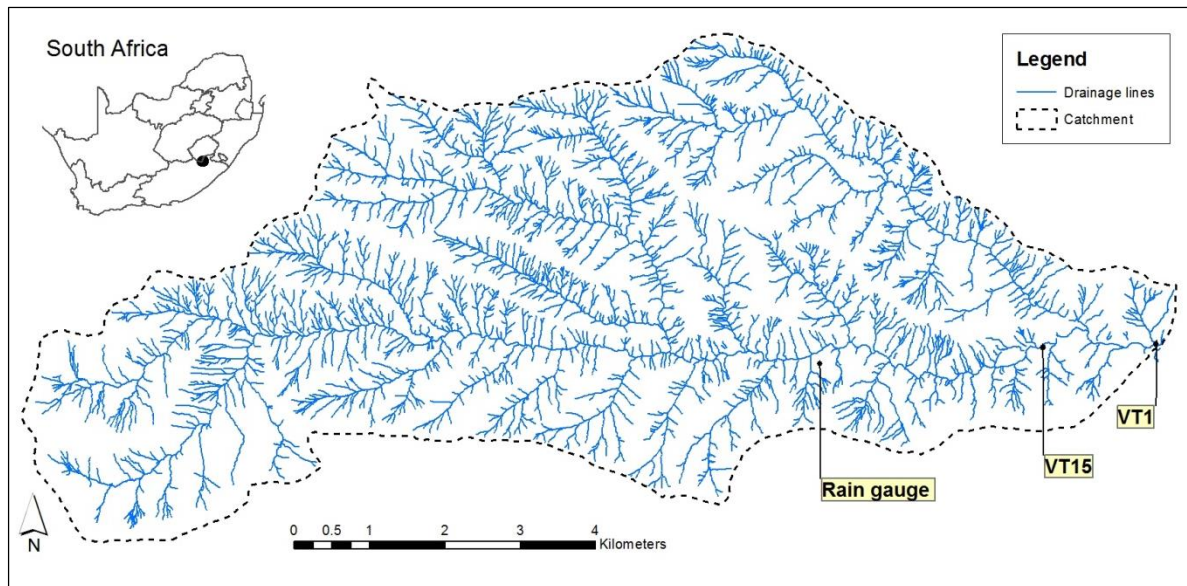 South Africa
Legend
Drainage lines
Catchment
VT1
VT15
Rain gauge
N
0 0.5 1 2 3 4
Kilometers